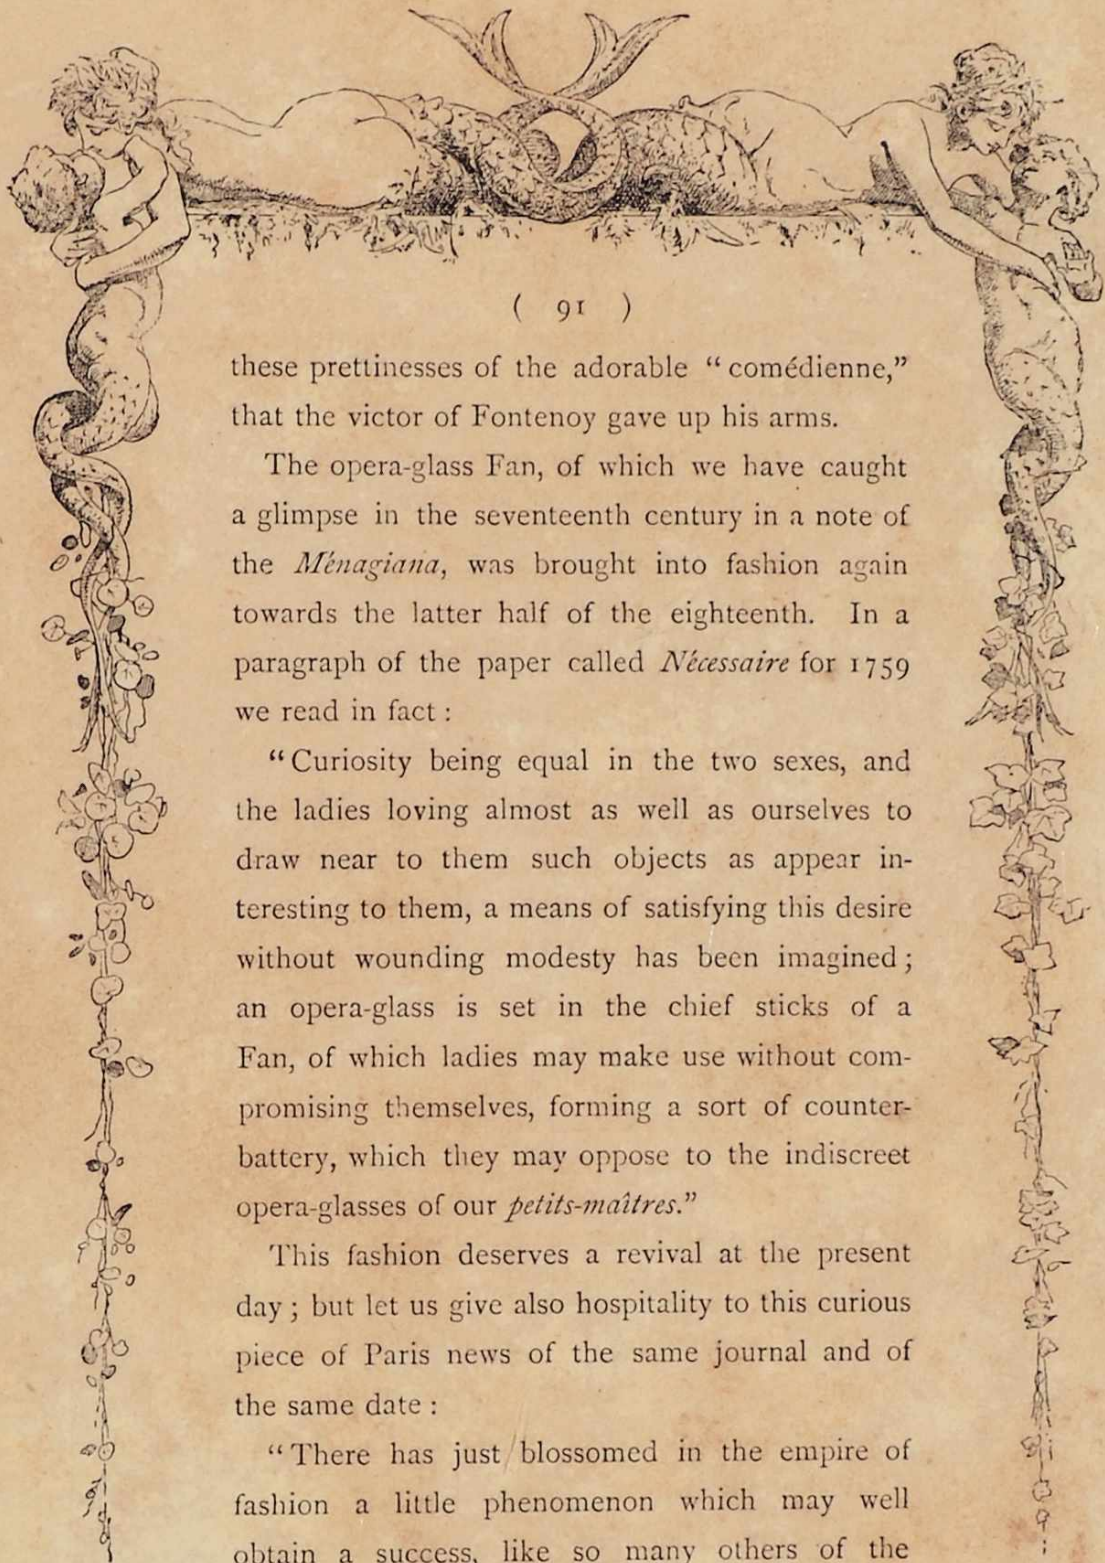 ( 91 )
these prettinesses of the adorable “ comédienne,”
that the victor of Fontenoy gave up his arms.
The opera-glass Fan, of which we have caught
a glimpse in the seventeenth century in a note of
the Ménagiana, was brought into fashion again
towards the latter half of the eighteenth. In a
paragraph of the paper called Nécessaire for 1759
we read in fact :
“Curiosity being equal in the two sexes, and
the ladies loving almost as well as ourselves to
draw near to them such objects as appear in-
teresting to them, a means of satisfying this desire
without wounding modesty has been imagined ;
an opera-glass is set in the chief sticks of a
Fan, of which ladies may make use without com-
promising themselves, forming a sort of counter-
battery, which they may oppose to the indiscreet
opera-glasses of our petits-maîtres.”
This fashion deserves a revival at the present
day ; but let us give also hospitality to this curious
piece of Paris news of the same journal and of
the same date :
“There has just blossomed in the empire of
fashion a little phenomenon which may well
obtain a success, like so many others of the